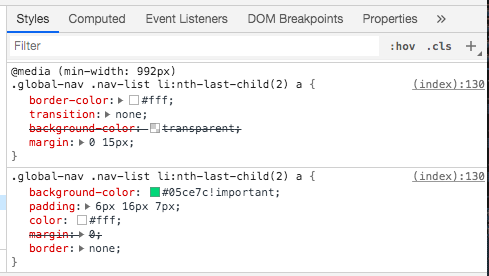 Styles Computed Event Listeners DOM Breakpoints Properties »
Filter :hov .cls +
@media (min-width: 992px)
.global-nav .nav-list li:nth-last-child(2) a { (index):130
border-color: #fff;
transition: none;
background-color: transparent;
margin: 0 15px;
}
.global-nav .nav-list li:nth-last-child(2) a { (index):130
background-color: #05ce7c!important;
padding: 6px 16px 7px;
color: #fff;
margin: 0;
border: none;
}